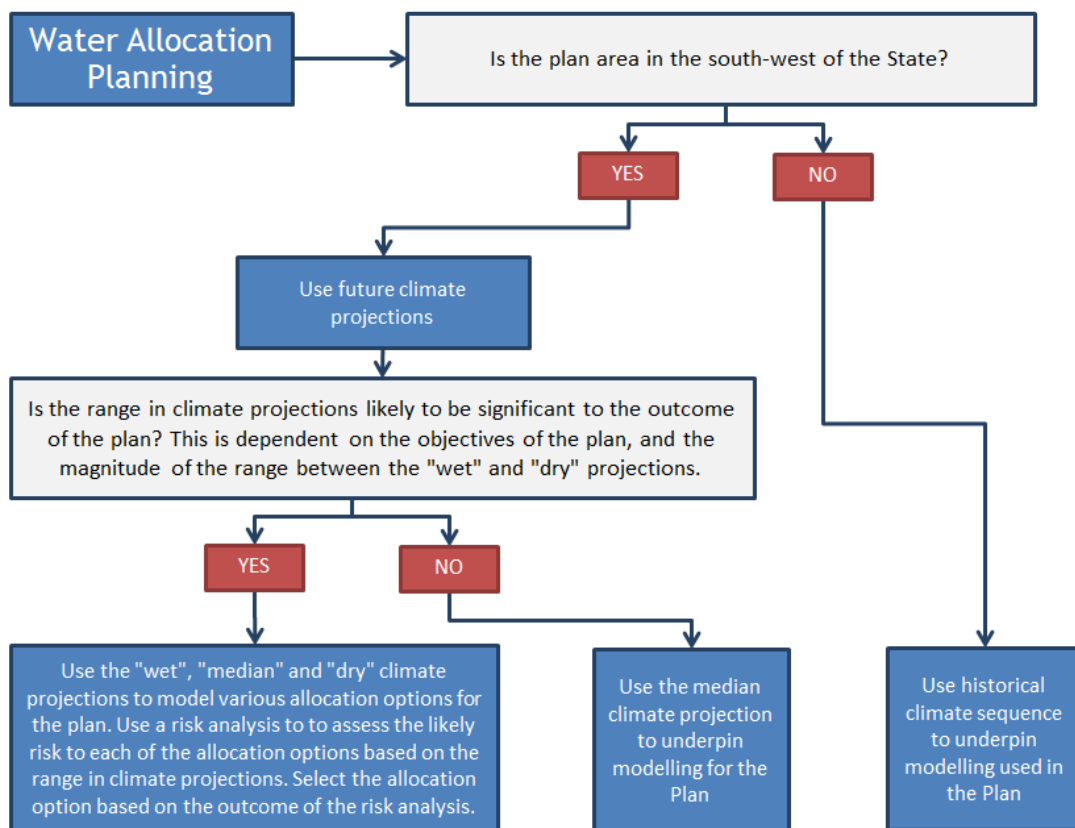 Water Allocation
Planning
Is the plan area in the south-west of the State?
YES
NO
Use future climate
projections
Is the range in climate projections likely to be significant to the outcome
of the plan? This is dependent on the objectives of the plan, and the
magnitude of the range between the "wet" and "dry" projections.
YES
NO
Use the "wet", "median" and "dry" climate
projections to model various allocation options for
the plan. Use a risk analysis to to assess the likely
risk to each of the allocation options based on the
range in climate projections. Select the allocation
option based on the outcome of the risk analysis.
Use the median
climate projection
to underpin
modelling for the
Plan
Use historical
climate sequence
to underpin
modelling used in
the Plan